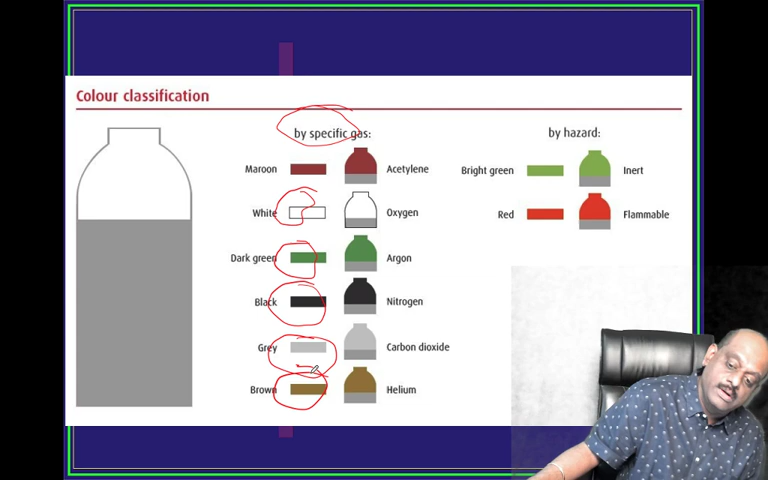 Colour classification
by specific gas:
Maroon Acetylene
White Oxygen
Dark green Argon
Black Nitrogen
Grey Carbon dioxide
Brown Helium
by hazard:
Bright green Inert
Red Flammable